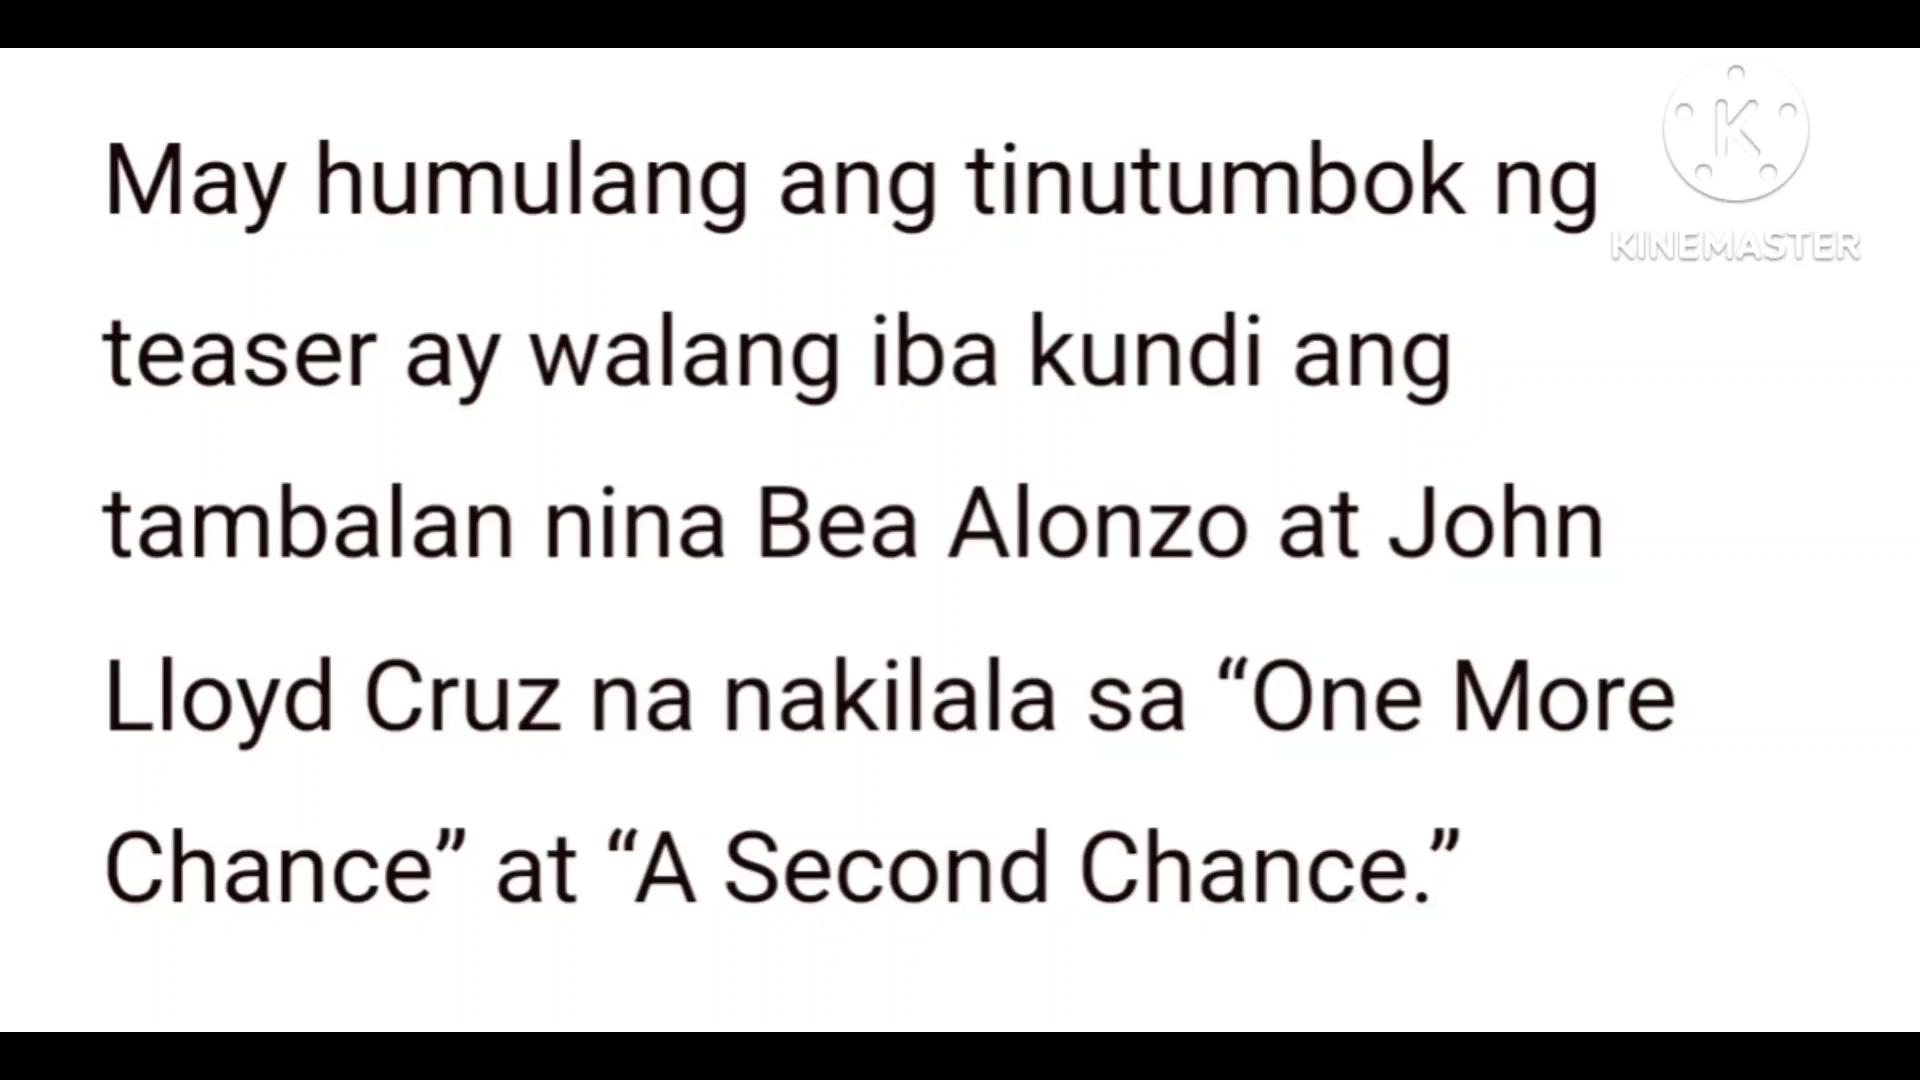 May humulang ang tinutumbok ng
teaser ay walang iba kundi ang
tambalan nina Bea Alonzo at John
Lloyd Cruz na nakilala sa “One More
Chance” at “A Second Chance.”
K
KINEMASTER